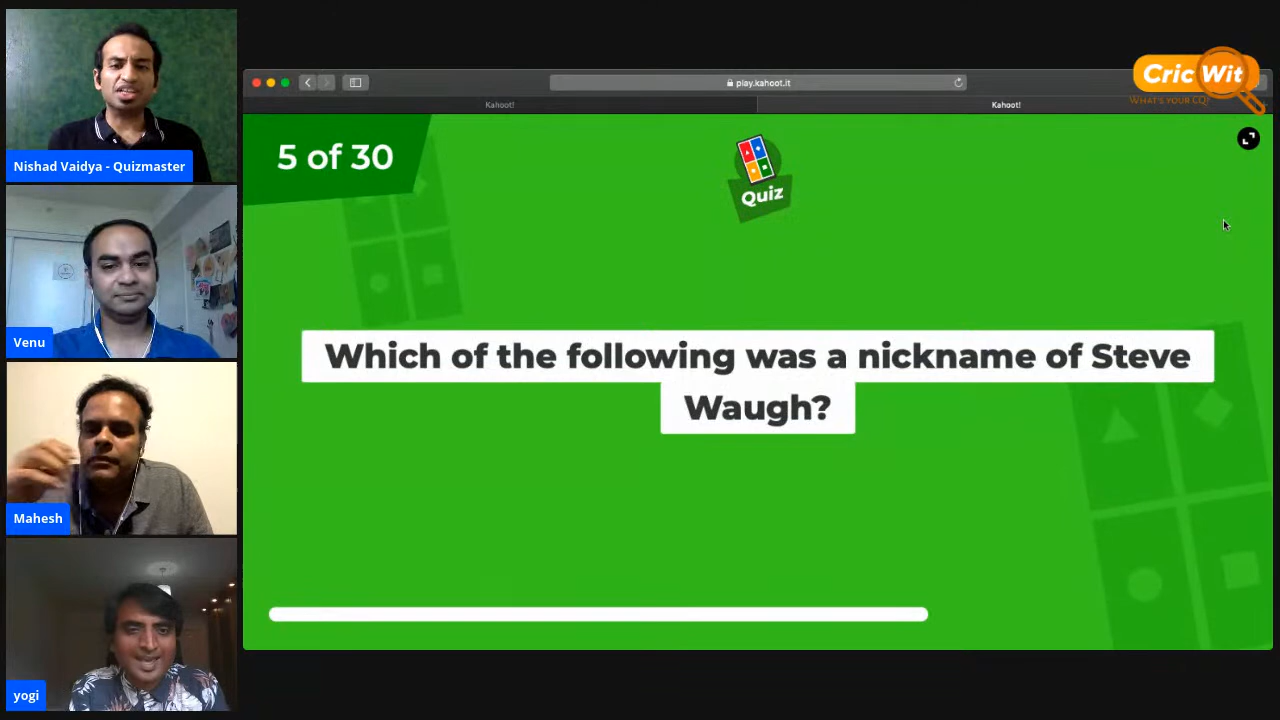 Nishad Vaidya - Quizmaster
Venu
Mahesh
yogi
play.kahoot.it
Kahoot!
Kahoot!
Cric Wit
WHAT'S YOUR CQ?
5 of 30
Quiz
Which of the following was a nickname of Steve
Waugh?